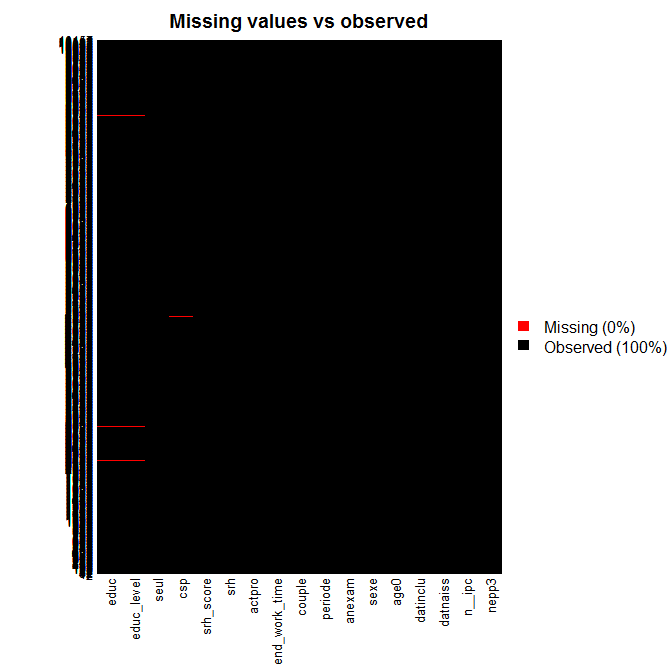 Missing values vs observed
Missing (0%)
Observed (100%)
educ
educ_level
seul
csp
srh_score
srh
actpro
end_work_time
couple
periode
anexam
sexe
age0
datinclu
datnaiss
n__ipc
nepp3